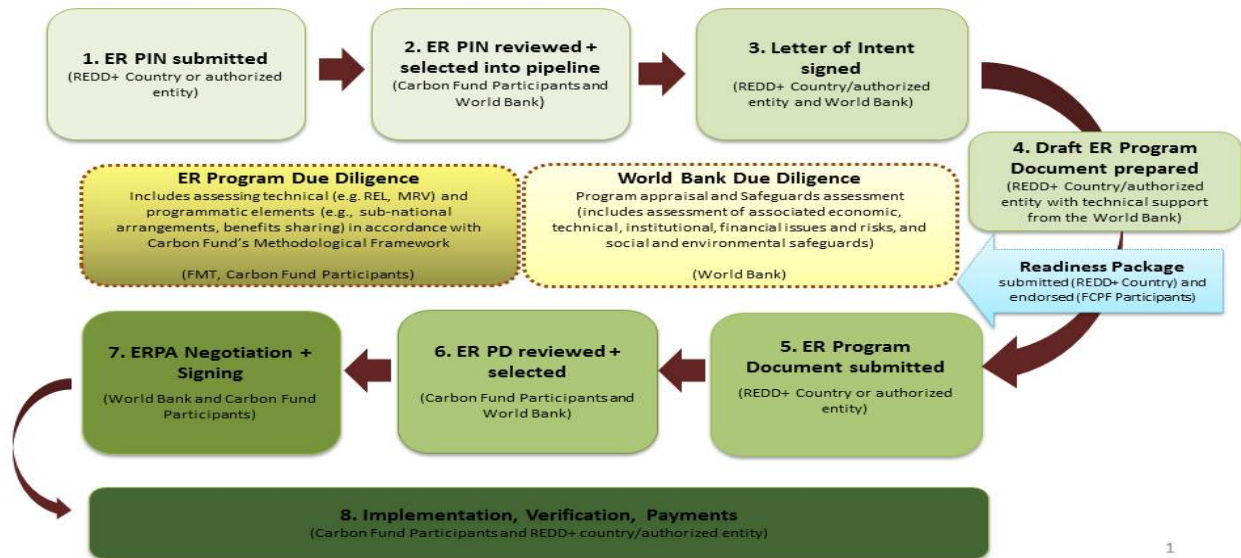 1. ER PIN submitted
(REDD+ Country or authorized
entity)
2. ER PIN reviewed +
selected into pipeline
(Carbon Fund Participants and
World Bank)
3. Letter of Intent
signed
(REDD+ Country/authorized
entity and World Bank)
4. Draft ER Program
Document prepared
(REDD+ Country/authorized
entity with technical support
from the World Bank)
ER Program Due Diligence
Includes assessing technical (e.g. REL, MRV) and
programmatic elements (e.g., sub-national
arrangements, benefits sharing) in accordance with
Carbon Fund's Methodological Framework
(FMT, Carbon Fund Participants)
World Bank Due Diligence
Program appraisal and Safeguards assessment
(includes assessment of associated economic,
technical, institutional, financial issues and risks, and
social and environmental safeguards)
(World Bank)
Readiness Package
submitted (REDD+ Country) and
endorsed (FCPF Participants)
5. ER Program
Document submitted
(REDD+ Country or authorized
entity)
6. ER PD reviewed +
selected
(Carbon Fund Participants and
World Bank)
7. ERPA Negotiation +
Signing
(World Bank and Carbon Fund
Participants)
8. Implementation, Verification, Payments
(Carbon Fund Participants and REDD+ country/authorized entity)
1